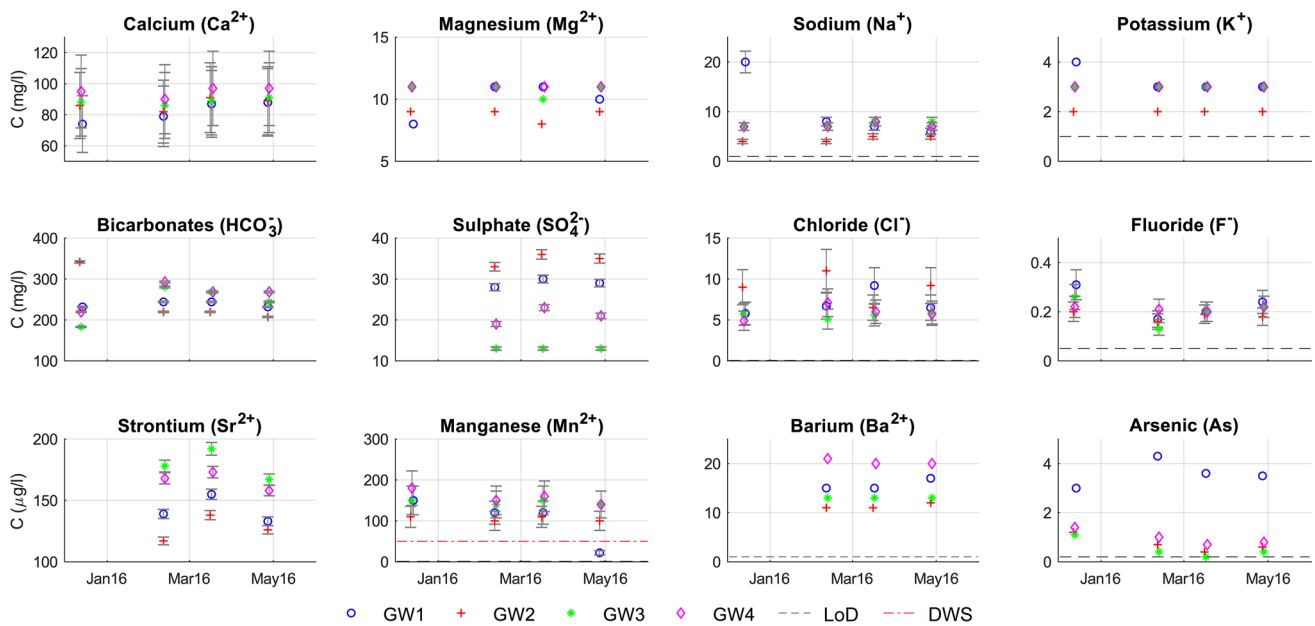 Calcium (Ca2+)
Magnesium (Mg2+)
Sodium (Na+)
Potassium (K+)
C (mg/l)
120
100
80
60
15
10
5
20
10
0
4
2
0
Bicarbonates (HCO3-)
Sulphate (SO42-)
Chloride (Cl-)
Fluoride (F-)
C (mg/l)
400
300
200
100
40
30
20
10
15
10
5
0
0.4
0.2
0
Strontium (Sr2+)
Manganese (Mn2+)
Barium (Ba2+)
Arsenic (As)
C (μg/l)
200
150
100
300
200
100
0
20
10
0
4
2
0
Jan16 Mar16 May16
Jan16 Mar16 May16
Jan16 Mar16 May16
Jan16 Mar16 May16
GW1 GW2 GW3 GW4 LoD DWS